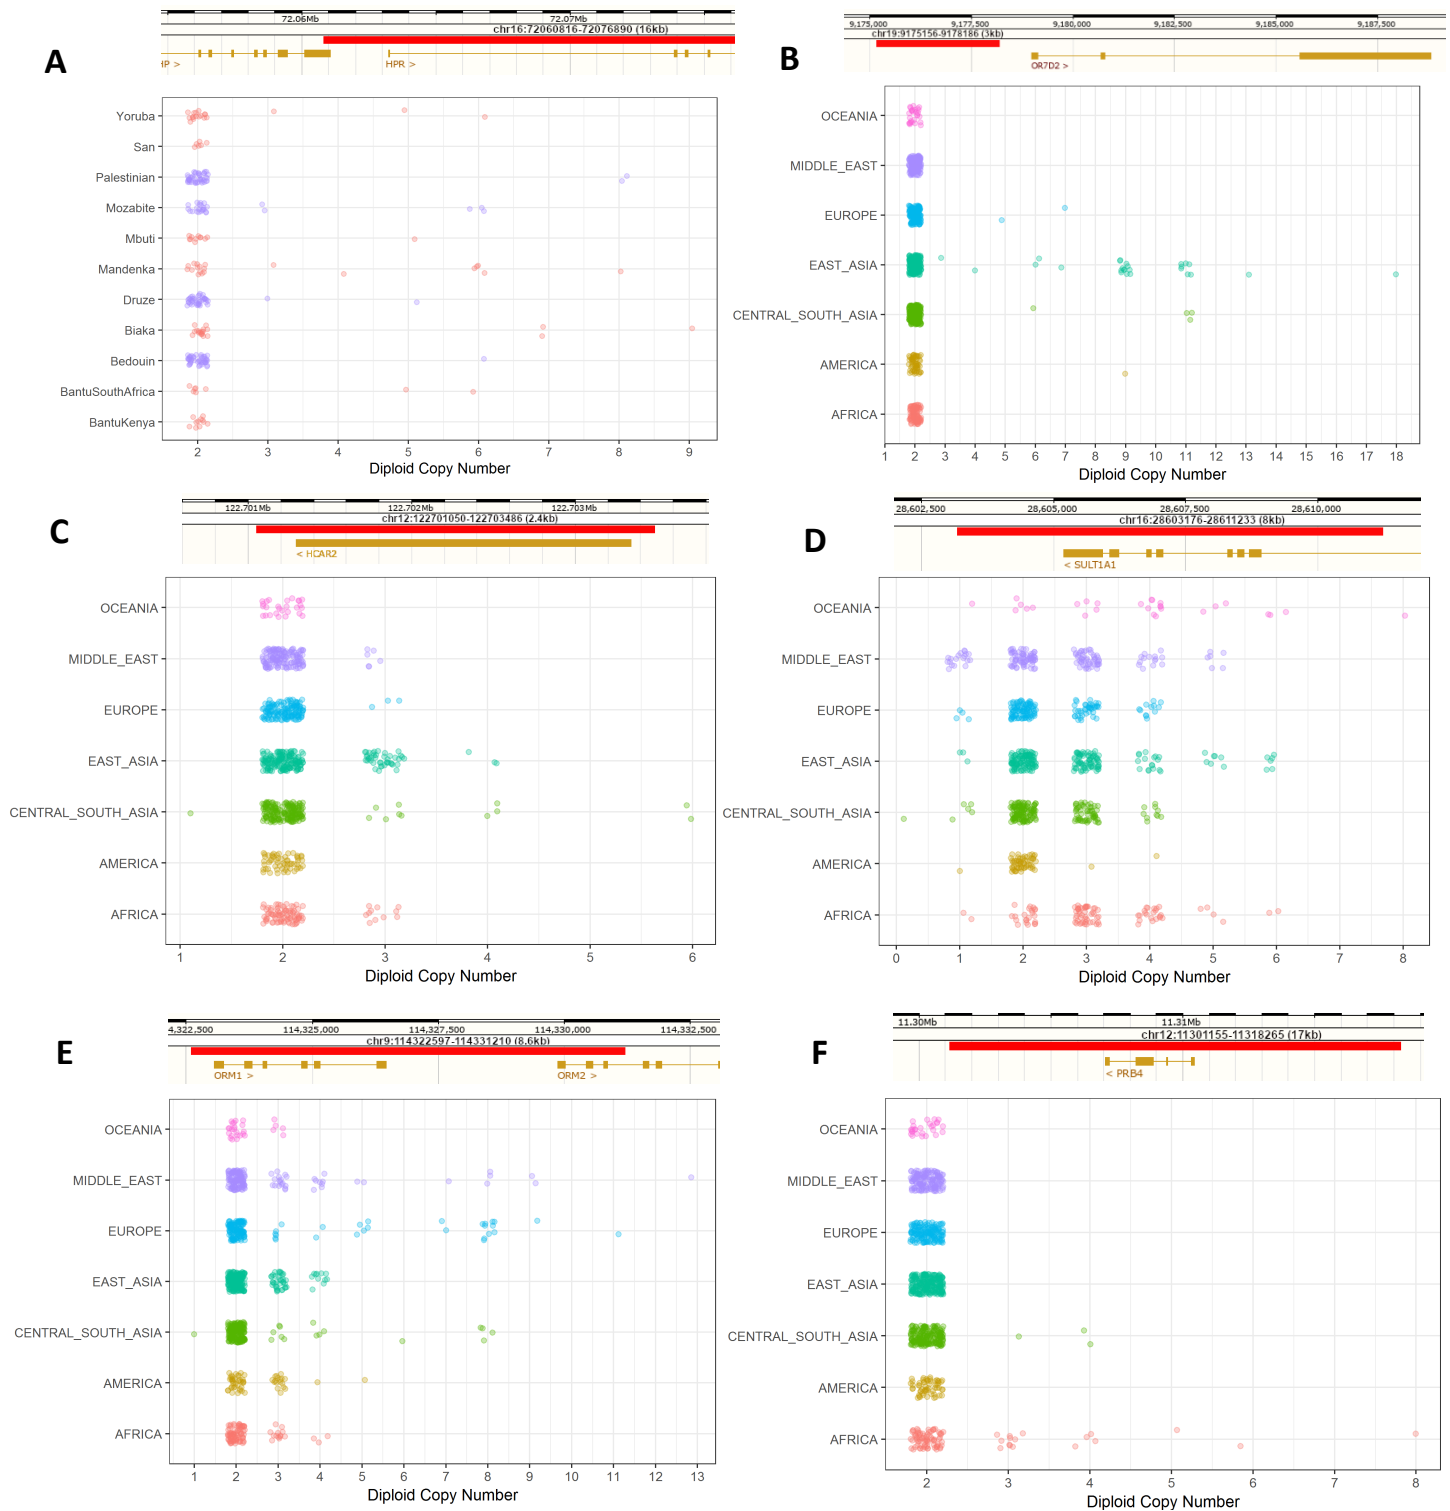 A
72.06Mb 72.07Mb
chr16:72060816-72076890 (16kb)
HP > HPR >
Yoruba
San
Palestinian
Mozabite
Mbuti
Mandenka
Druze
Biaka
Bedouin
BantuSouthAfrica
BantuKenya
2 3 4 5 6 7 8 9
Diploid Copy Number
B
9,175,000 9,177,500 9,180,000 9,182,500 9,185,000 9,187,500
chr19:9175156-9178186 (3kb)
OR7D2 >
OCEANIA
MIDDLE_EAST
EUROPE
EAST_ASIA
CENTRAL_SOUTH_ASIA
AMERICA
AFRICA
1 2 3 4 5 6 7 8 9 10 11 12 13 14 15 16 17 18
Diploid Copy Number
C
122.701Mb 122.702Mb 122.703Mb
chr12:122701050-122703486 (2.4kb)
< HCAR2
OCEANIA
MIDDLE_EAST
EUROPE
EAST_ASIA
CENTRAL_SOUTH_ASIA
AMERICA
AFRICA
1 2 3 4 5 6
Diploid Copy Number
D
28,602,500 28,605,000 28,607,500 28,610,000
chr16:28603176-28611233 (8kb)
< SULT1A1
OCEANIA
MIDDLE_EAST
EUROPE
EAST_ASIA
CENTRAL_SOUTH_ASIA
AMERICA
AFRICA
0 1 2 3 4 5 6 7 8
Diploid Copy Number
E
4,322,500 114,325,000 114,327,500 114,330,000 114,332,500
chr9:114322597-114331210 (8.6kb)
ORM1 > ORM2 >
OCEANIA
MIDDLE_EAST
EUROPE
EAST_ASIA
CENTRAL_SOUTH_ASIA
AMERICA
AFRICA
1 2 3 4 5 6 7 8 9 10 11 12 13
Diploid Copy Number
F
11.30Mb 11.31Mb
chr12:11301155-11318265 (17kb)
< PRB4
OCEANIA
MIDDLE_EAST
EUROPE
EAST_ASIA
CENTRAL_SOUTH_ASIA
AMERICA
AFRICA
2 3 4 5 6 7 8
Diploid Copy Number